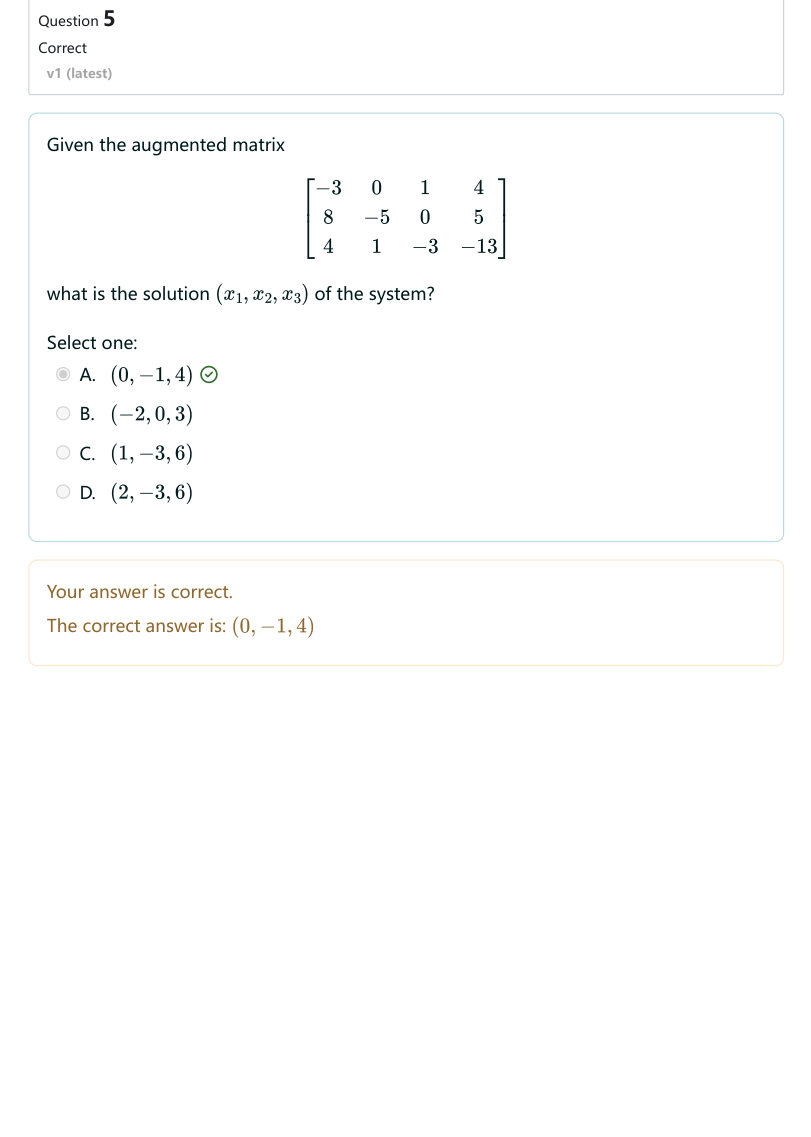 Question 5
Correct
v1 (latest)
Given the augmented matrix
−3 0 1 4
8 −5 0 5
4 1 −3 −13
what is the solution (x₁, x₂, x₃) of the system?
Select one:
A. (0, −1, 4)
B. (−2, 0, 3)
C. (1, −3, 6)
D. (2, −3, 6)
Your answer is correct.
The correct answer is: (0, −1, 4)